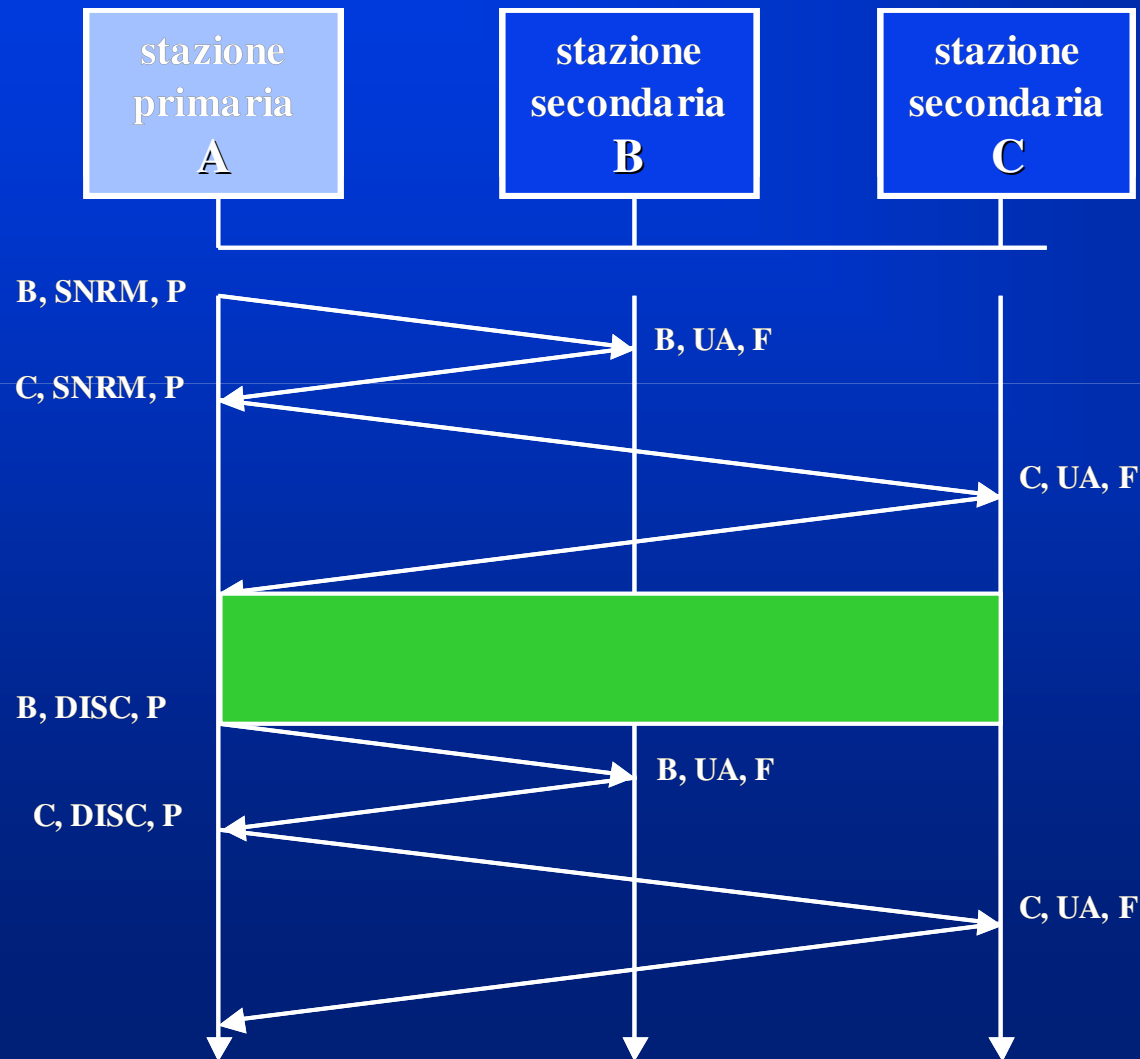 stazione
primaria
A
stazione
secondaria
B
stazione
secondaria
C
B, SNRM, P
B, UA, F
C, SNRM, P
C, UA, F
B, DISC, P
B, UA, F
C, DISC, P
C, UA, F